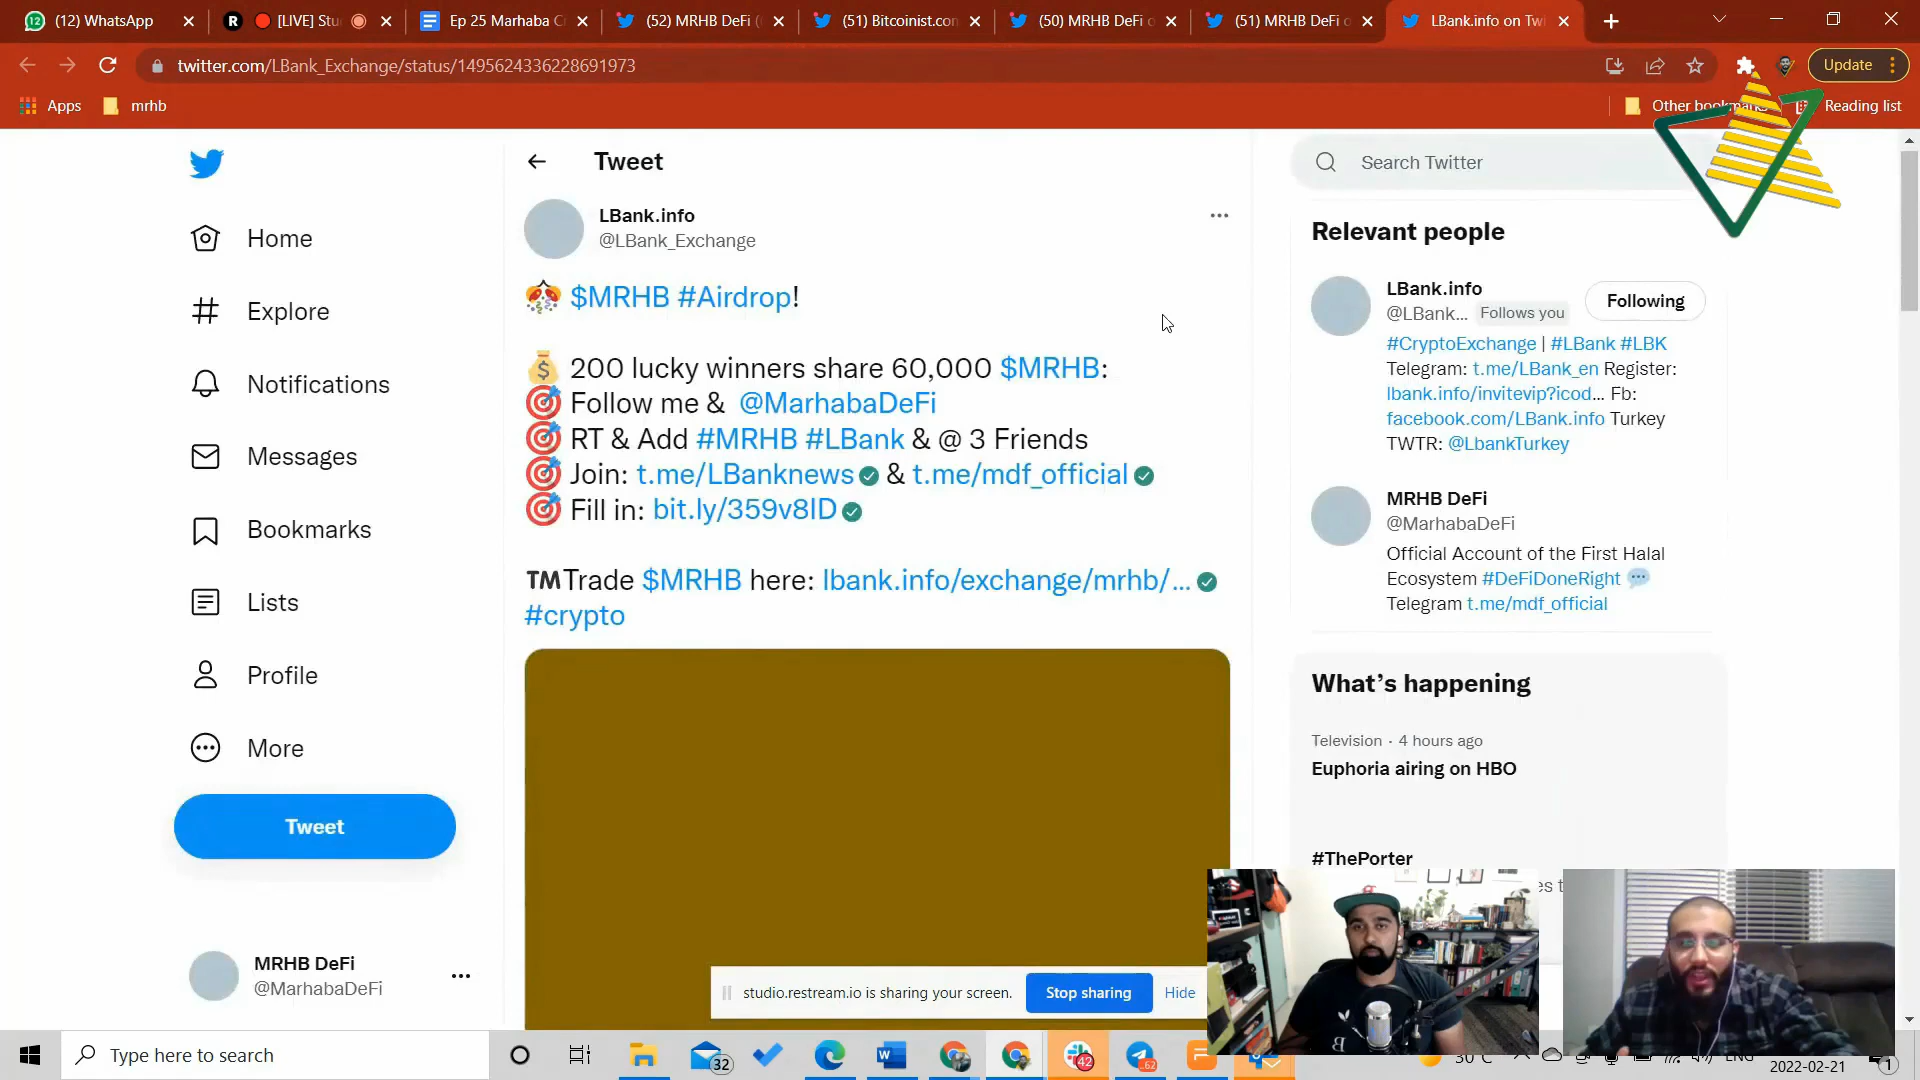 (12) WhatsApp
[LIVE] Stu
Ep 25 Marhaba C
(52) MRHB DeFi (
(51) Bitcoinist.con
(50) MRHB DeFi o
(51) MRHB DeFi o
LBank.info on Twi
twitter.com/LBank_Exchange/status/1495624336228691973
Update
Apps
mrhb
Other bookmarks
Reading list
Tweet
Search Twitter
Home
Explore
Notifications
Messages
Bookmarks
Lists
Profile
More
Tweet
MRHB DeFi
@MarhabaDeFi
LBank.info
@LBank_Exchange
$MRHB #Airdrop!
200 lucky winners share 60,000 $MRHB:
Follow me & @MarhabaDeFi
RT & Add #MRHB #LBank & @ 3 Friends
Join: t.me/LBanknews & t.me/mdf_official
Fill in: bit.ly/359v8lD
TMTrade $MRHB here: lbank.info/exchange/mrhb/...
#crypto
Relevant people
LBank.info
@LBank... Follows you
Following
#CryptoExchange | #LBank #LBK
Telegram: t.me/LBank_en Register:
lbank.info/invitevip?icod... Fb:
facebook.com/LBank.info Turkey
TWTR: @LbankTurkey
MRHB DeFi
@MarhabaDeFi
Official Account of the First Halal
Ecosystem #DeFiDoneRight
Telegram t.me/mdf_official
What's happening
Television · 4 hours ago
Euphoria airing on HBO
#ThePorter
studio.restream.io is sharing your screen.
Stop sharing
Hide
Type here to search
32
42
62
30°C
ENG
2022-02-21
1